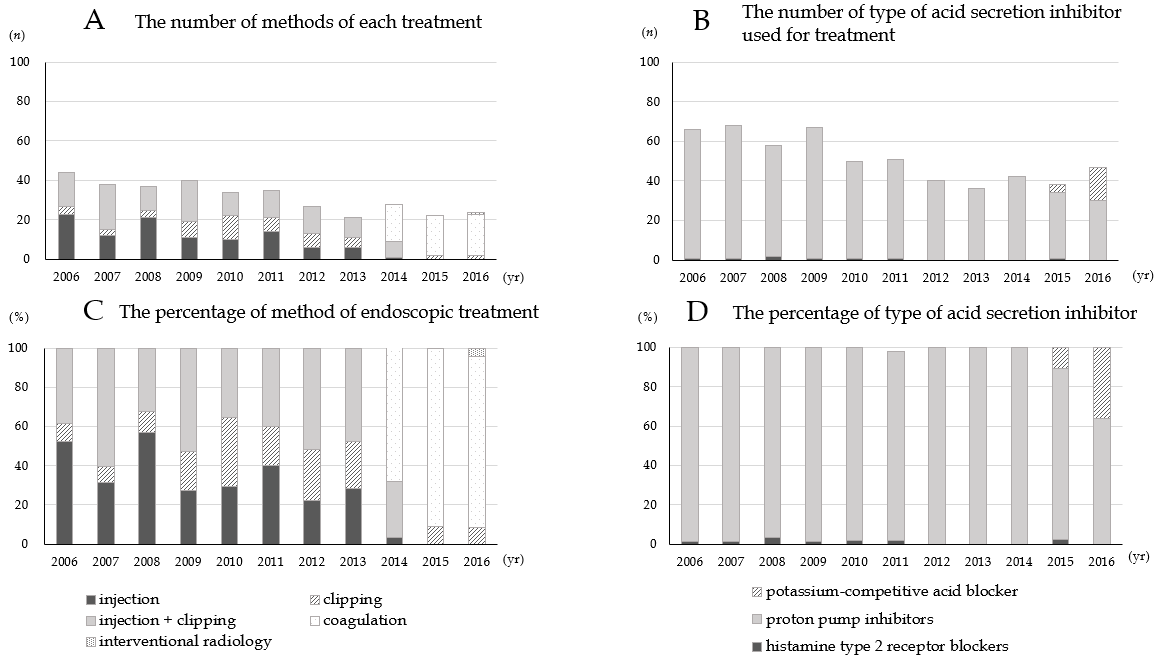 A The number of methods of each treatment
(n)
100
80
60
40
20
0
2006 2007 2008 2009 2010 2011 2012 2013 2014 2015 2016 (yr)
B The number of type of acid secretion inhibitor
used for treatment
(n)
100
80
60
40
20
0
2006 2007 2008 2009 2010 2011 2012 2013 2014 2015 2016 (yr)
C The percentage of method of endoscopic treatment
(%)
100
80
60
40
20
0
2006 2007 2008 2009 2010 2011 2012 2013 2014 2015 2016 (yr)
injection clipping
injection + clipping coagulation
interventional radiology
D The percentage of type of acid secretion inhibitor
(%)
100
80
60
40
20
0
2006 2007 2008 2009 2010 2011 2012 2013 2014 2015 2016 (yr)
potassium-competitive acid blocker
proton pump inhibitors
histamine type 2 receptor blockers